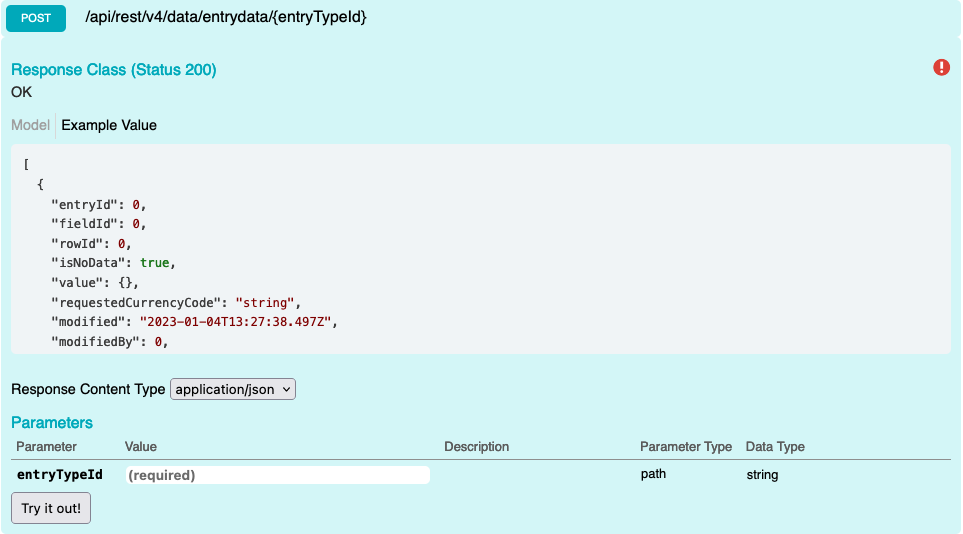 POST /api/rest/v4/data/entrydata/{entryTypeId}
Response Class (Status 200)
OK
Model Example Value
[
{
"entryId": 0,
"fieldId": 0,
"rowId": 0,
"isNoData": true,
"value": {},
"requestedCurrencyCode": "string",
"modified": "2023-01-04T13:27:38.497Z",
"modifiedBy": 0,
Response Content Type application/json
Parameters
Parameter Value Description Parameter Type Data Type
entryTypeId (required) path string
Try it out!